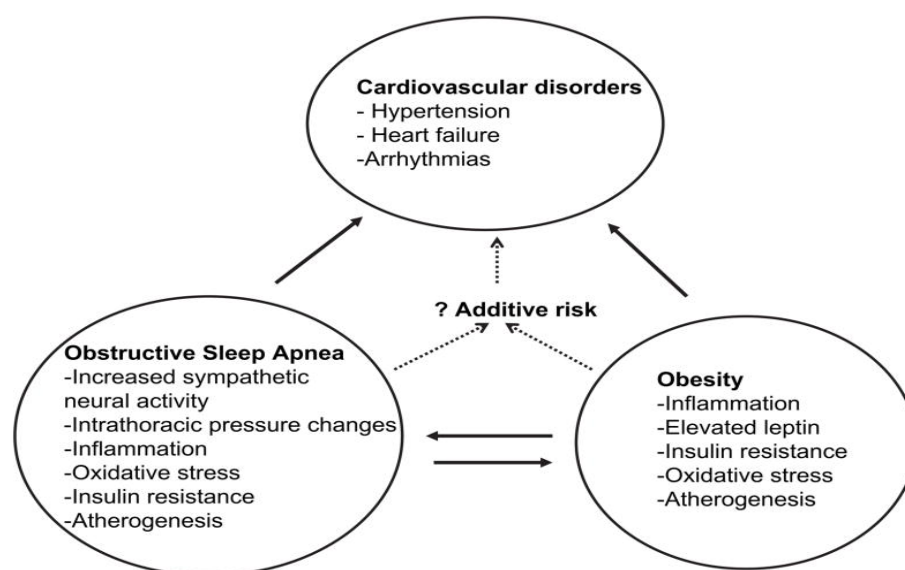 Cardiovascular disorders
- Hypertension
- Heart failure
-Arrhythmias
? Additive risk
Obstructive Sleep Apnea
-Increased sympathetic
neural activity
-Intrathoracic pressure changes
-Inflammation
-Oxidative stress
-Insulin resistance
-Atherogenesis
Obesity
-Inflammation
-Elevated leptin
-Insulin resistance
-Oxidative stress
-Atherogenesis